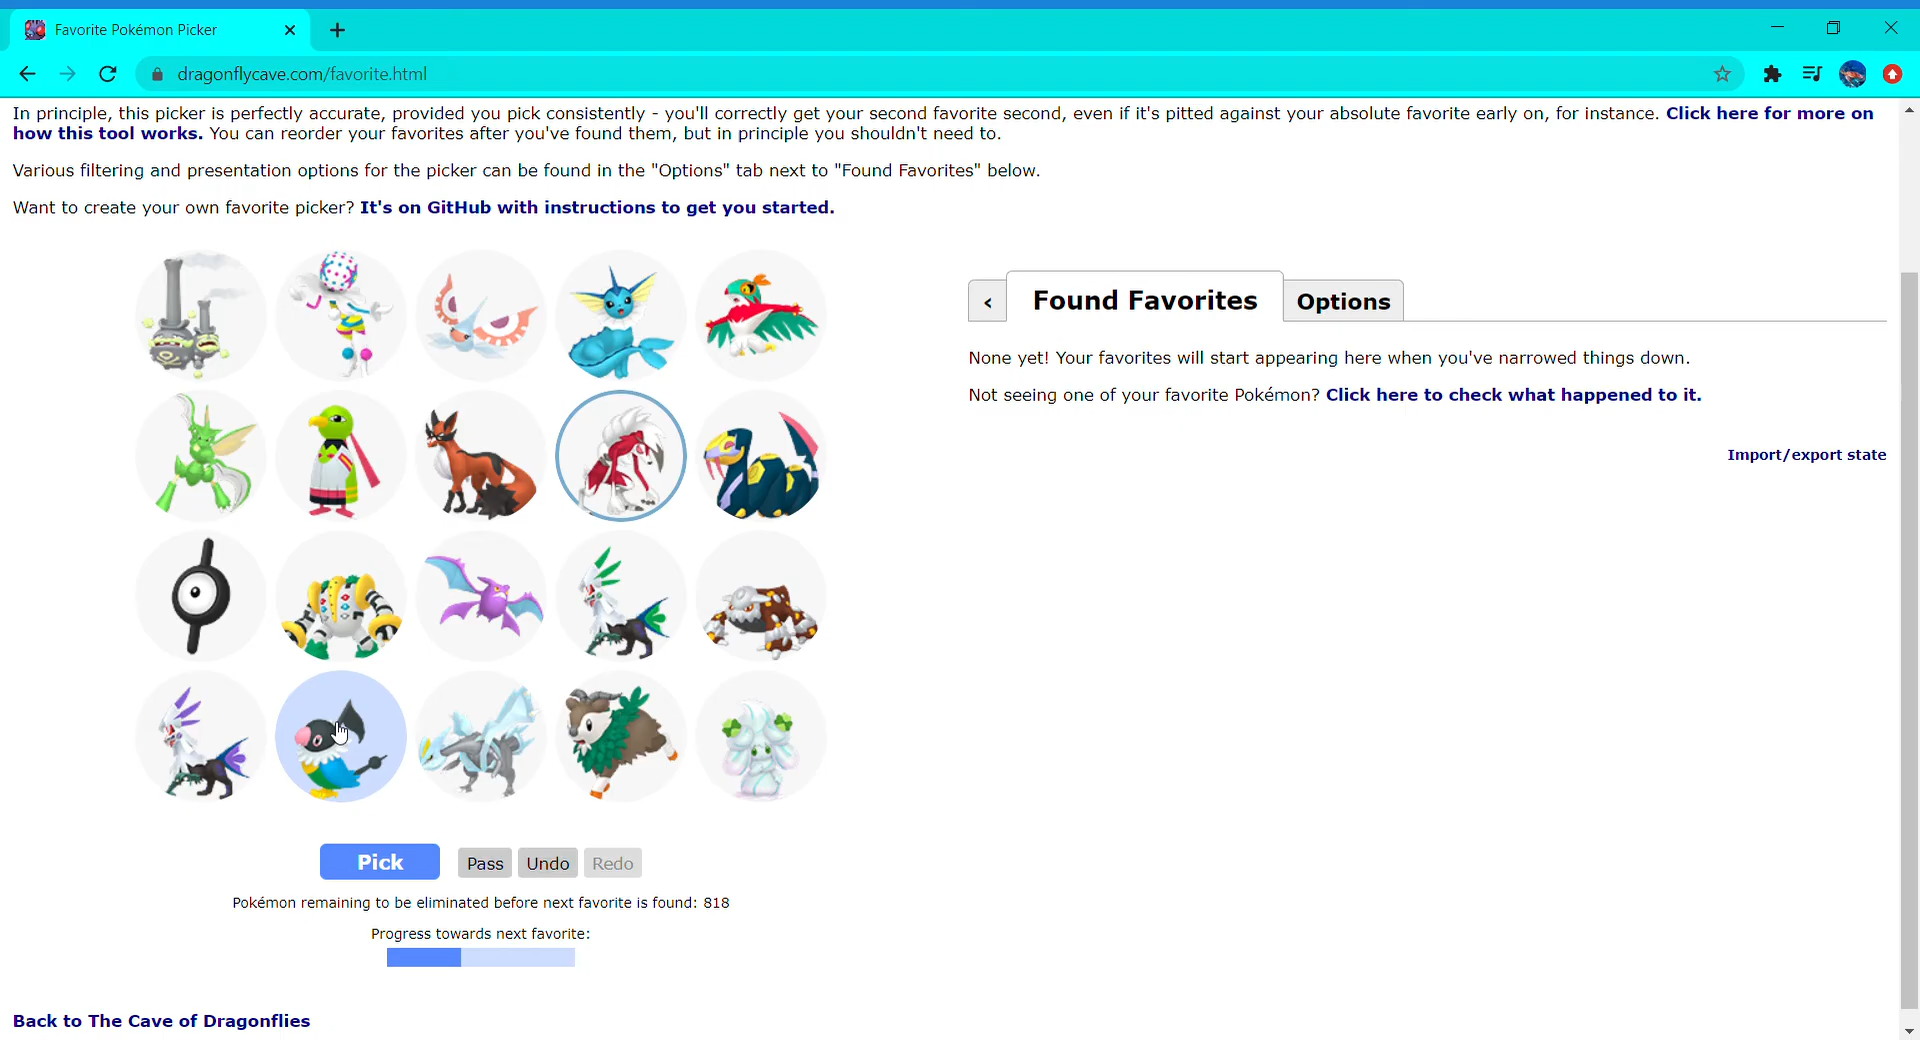 Favorite Pokémon Picker
dragonflycave.com/favorite.html
In principle, this picker is perfectly accurate, provided you pick consistently - you'll correctly get your second favorite second, even if it's pitted against your absolute favorite early on, for instance. Click here for more on
how this tool works. You can reorder your favorites after you've found them, but in principle you shouldn't need to.
Various filtering and presentation options for the picker can be found in the "Options" tab next to "Found Favorites" below.
Want to create your own favorite picker? It's on GitHub with instructions to get you started.
‹ Found Favorites Options
None yet! Your favorites will start appearing here when you've narrowed things down.
Not seeing one of your favorite Pokémon? Click here to check what happened to it.
Import/export state
Pick Pass Undo Redo
Pokémon remaining to be eliminated before next favorite is found: 818
Progress towards next favorite:
Back to The Cave of Dragonflies